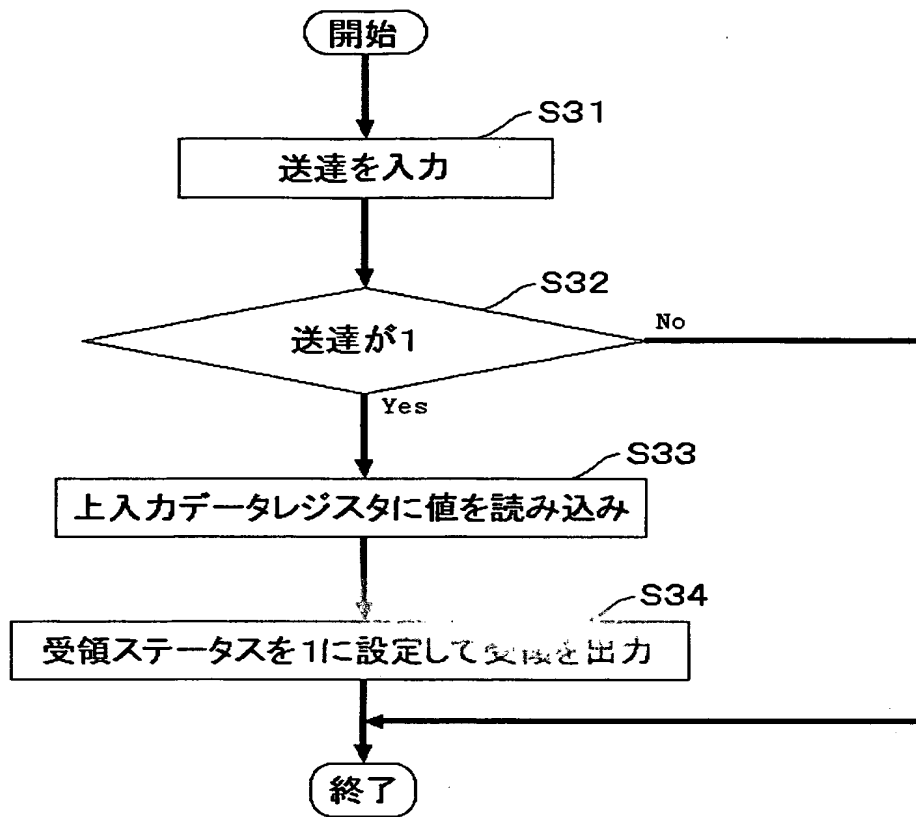 開始
S31
送達を入力
S32
送達が1
No
Yes
S33
上入力データレジスタに値を読み込み
S34
受領ステータスを1に設定して受領を出力
終了